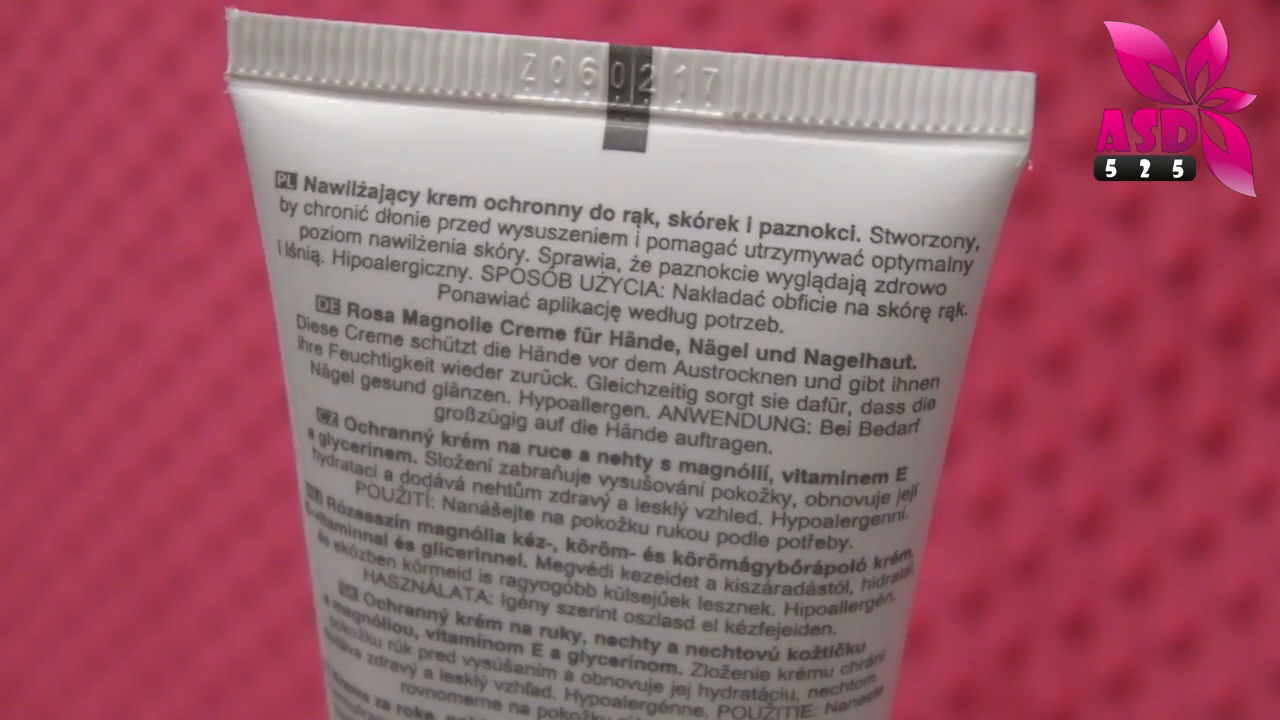 Z060217
ASD
525
PL Nawilżający krem ochronny do rąk, skórek i paznokci. Stworzony,
by chronić dłonie przed wysuszeniem i pomagać utrzymywać optymalny
poziom nawilżenia skóry. Sprawia, że paznokcie wyglądają zdrowo
i lśnią. Hipoalergiczny. SPOSÓB UŻYCIA: Nakładać obficie na skórę rąk.
Ponawiać aplikację według potrzeb.
DE Rosa Magnolie Creme für Hände, Nägel und Nagelhaut.
Diese Creme schützt die Hände vor dem Austrocknen und gibt ihnen
ihre Feuchtigkeit wieder zurück. Gleichzeitig sorgt sie dafür, dass die
Nägel gesund glänzen. Hypoallergen. ANWENDUNG: Bei Bedarf
großzügig auf die Hände auftragen.
CZ Ochranný krém na ruce a nehty s magnólií, vitaminem E
a glycerinem. Složení zabraňuje vysušování pokožky, obnovuje její
hydrataci a dodává nehtům zdravý a lesklý vzhled. Hypoalergenní.
POUŽITÍ: Nanášejte na pokožku rukou podle potřeby.
Rózsaszín magnólia kéz-, köröm- és körömágybőrápoló krém,
E-vitaminnal és glicerinnel. Megvédi kezeidet a kiszáradástól, hidratál,
és eközben körmeid is ragyogóbb külsejűek lesznek. Hipoallergén.
HASZNÁLATA: Igény szerint oszlasd el kézfejeiden.
Ochranný krém na ruky, nechty a nechtovú kožtičku
s magnóliou, vitamínom E a glycerínom. Zloženie krému chráni
pokožku rúk pred vysúšaním a obnovuje jej hydratáciu, nechtom
dodáva zdravý a lesklý vzhľad. Hypoalergénne. POUŽITIE: Naneste
rovnomerne na pokožku
krema za roke,